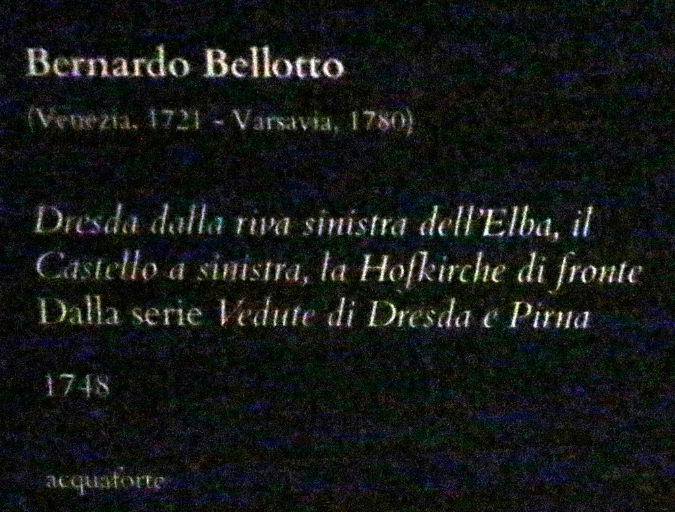 Bernardo Bellotto
(Venezia, 1721 - Varsavia, 1780)
Dresda dalla riva sinistra dell'Elba, il
Castello a sinistra, la Hofkirche di fronte
Dalla serie Vedute di Dresda e Pirna
1748
acquaforte